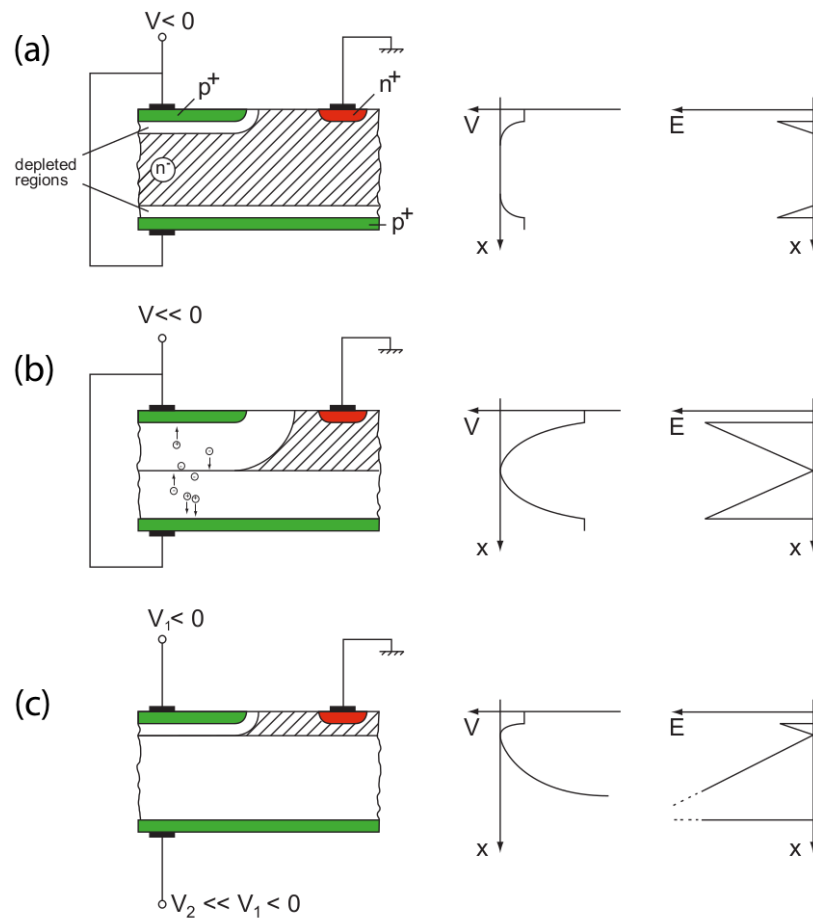 (a)
V< 0
p⁺
n⁺
depleted
regions
n⁻
p⁺
V
E
x
x
(b)
V<< 0
V
E
x
x
(c)
V₁< 0
V
E
x
x
V₂ << V₁ < 0